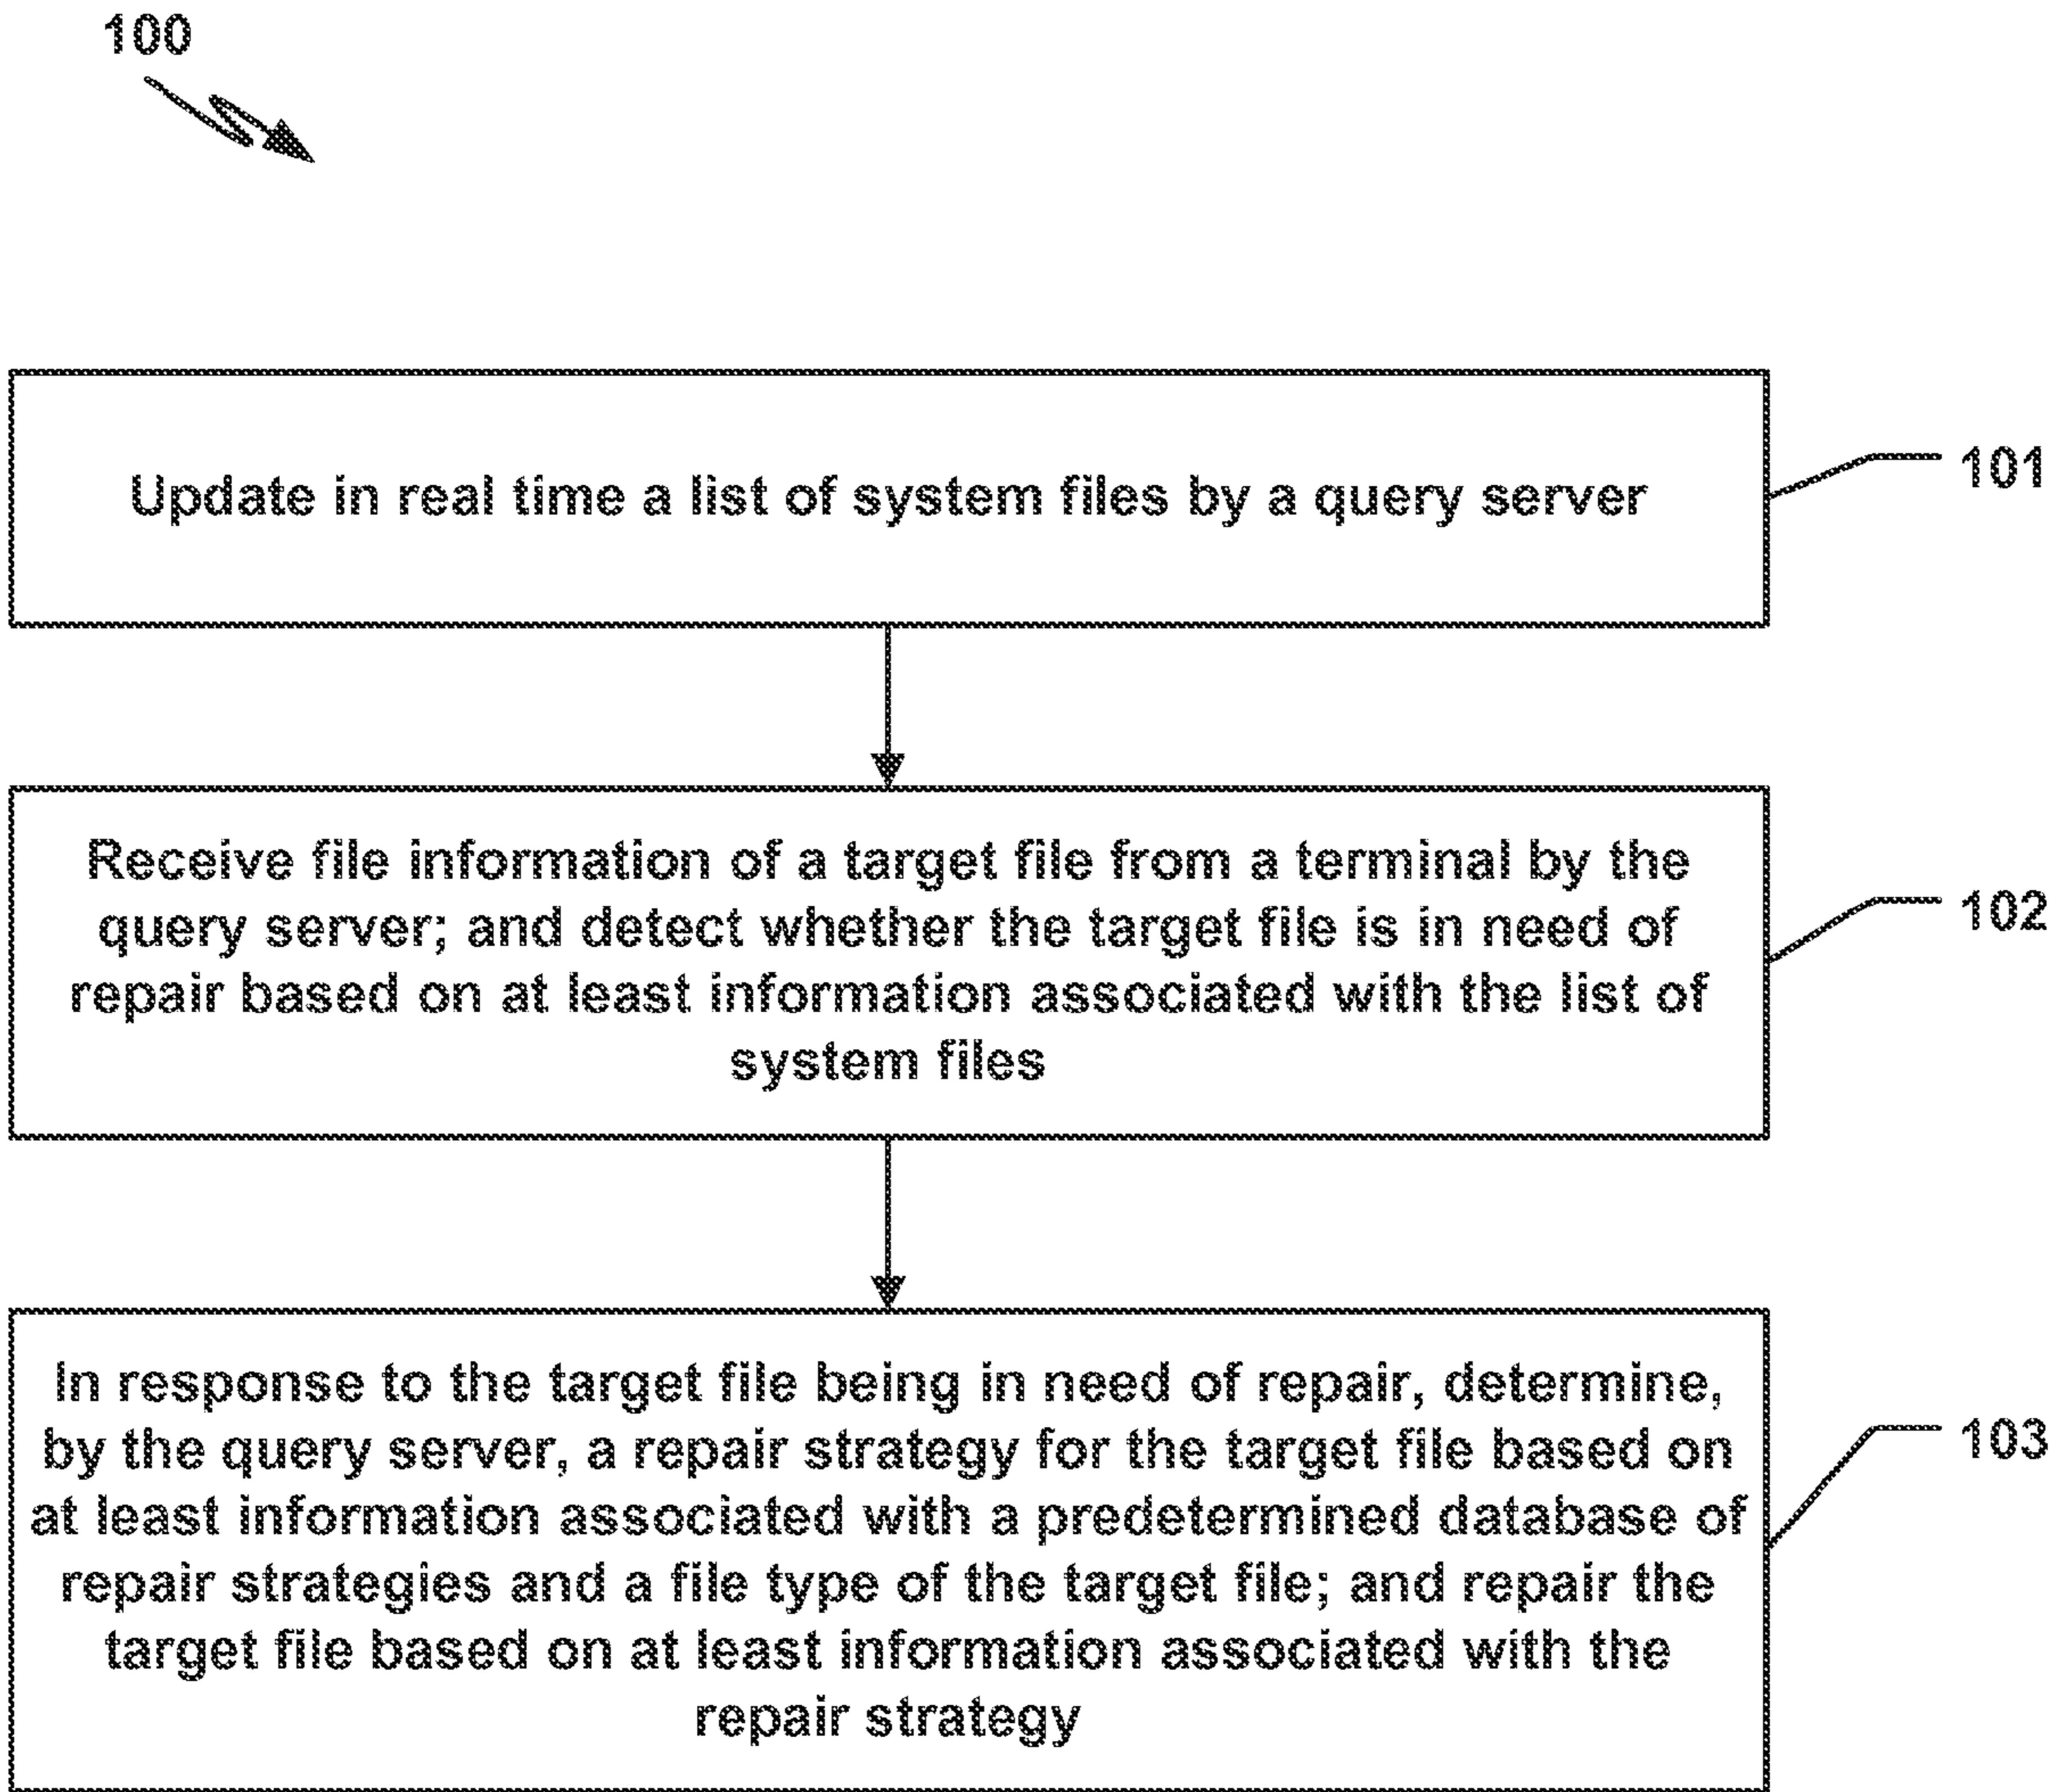 100
Update in real time a list of system files by a query server
101
Receive file information of a target file from a terminal by the
query server; and detect whether the target file is in need of
repair based on at least information associated with the list of
system files
102
In response to the target file being in need of repair, determine,
by the query server, a repair strategy for the target file based on
at least information associated with a predetermined database of
repair strategies and a file type of the target file; and repair the
target file based on at least information associated with the
repair strategy
103